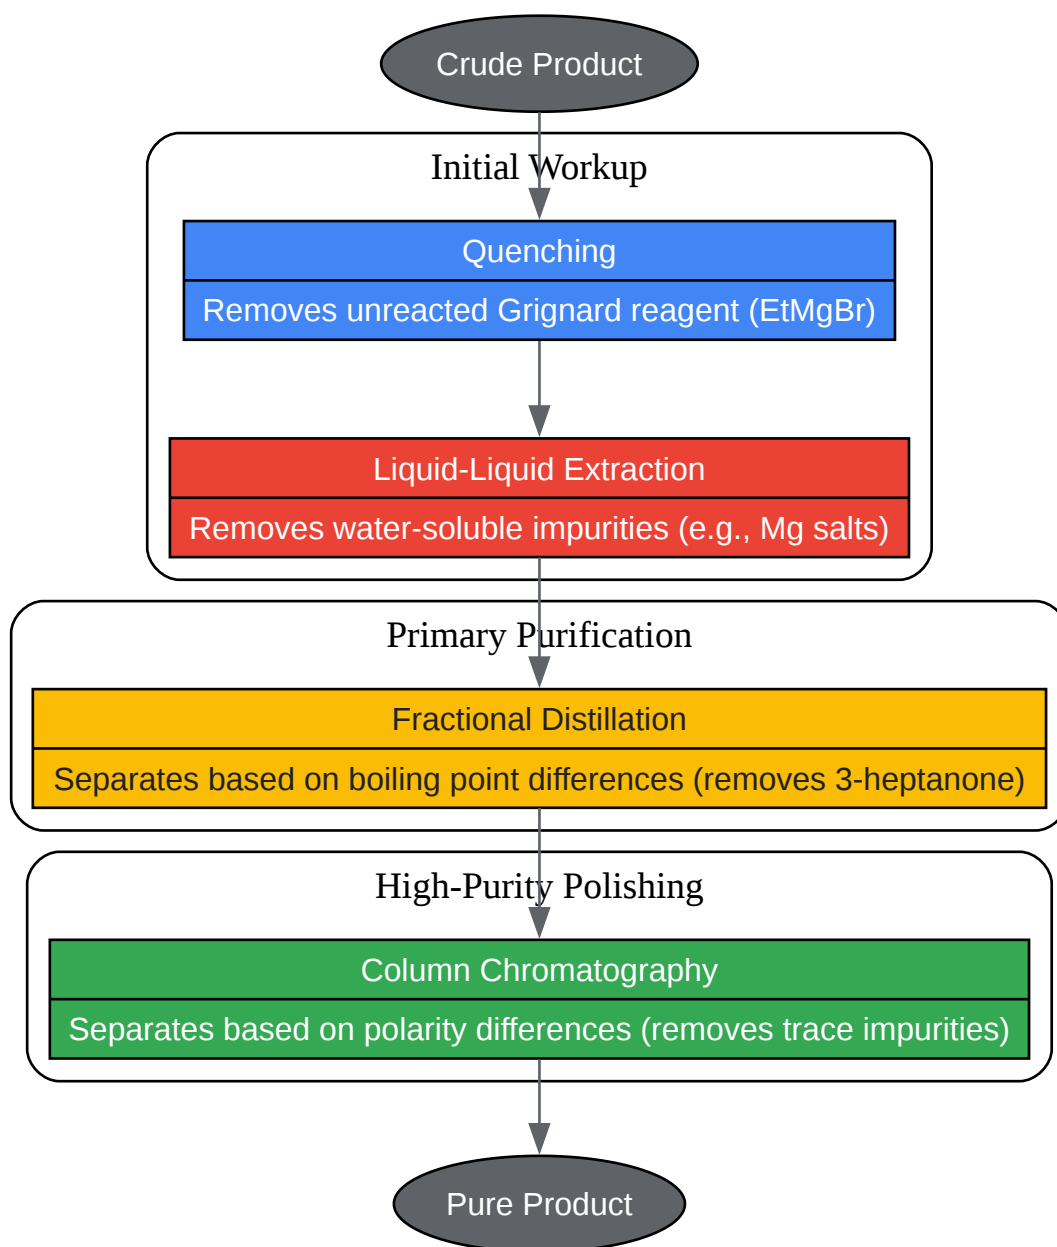 Crude Product
Initial Workup
Quenching
Removes unreacted Grignard reagent (EtMgBr)
Liquid-Liquid Extraction
Removes water-soluble impurities (e.g., Mg salts)
Primary Purification
Fractional Distillation
Separates based on boiling point differences (removes 3-heptanone)
High-Purity Polishing
Column Chromatography
Separates based on polarity differences (removes trace impurities)
Pure Product